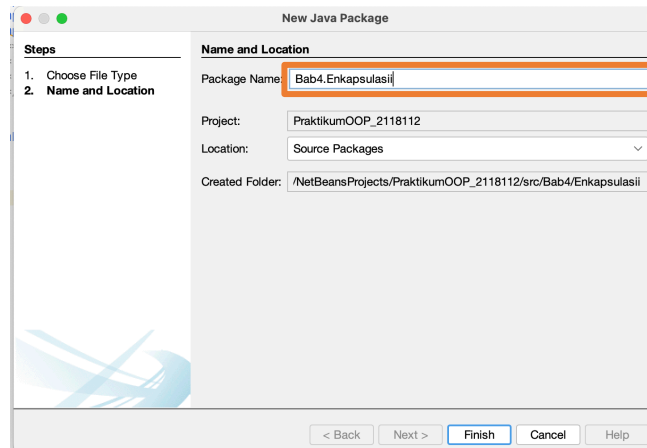 New Java Package
Steps
1. Choose File Type
2. Name and Location
Name and Location
Package Name: Bab4.Enkapsulasii
Project: PraktikumOOP_2118112
Location: Source Packages
Created Folder: /NetBeansProjects/PraktikumOOP_2118112/src/Bab4/Enkapsulasii
< Back Next > Finish Cancel Help